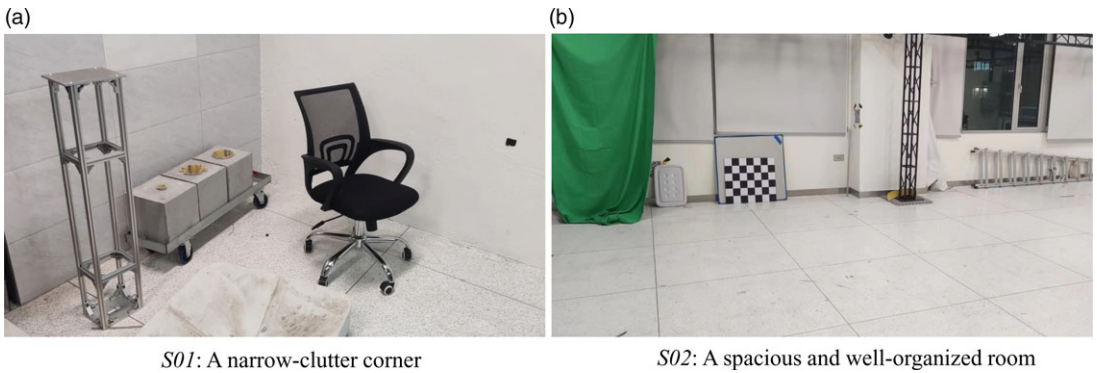 (a)
(b)
S01: A narrow-clutter corner
S02: A spacious and well-organized room